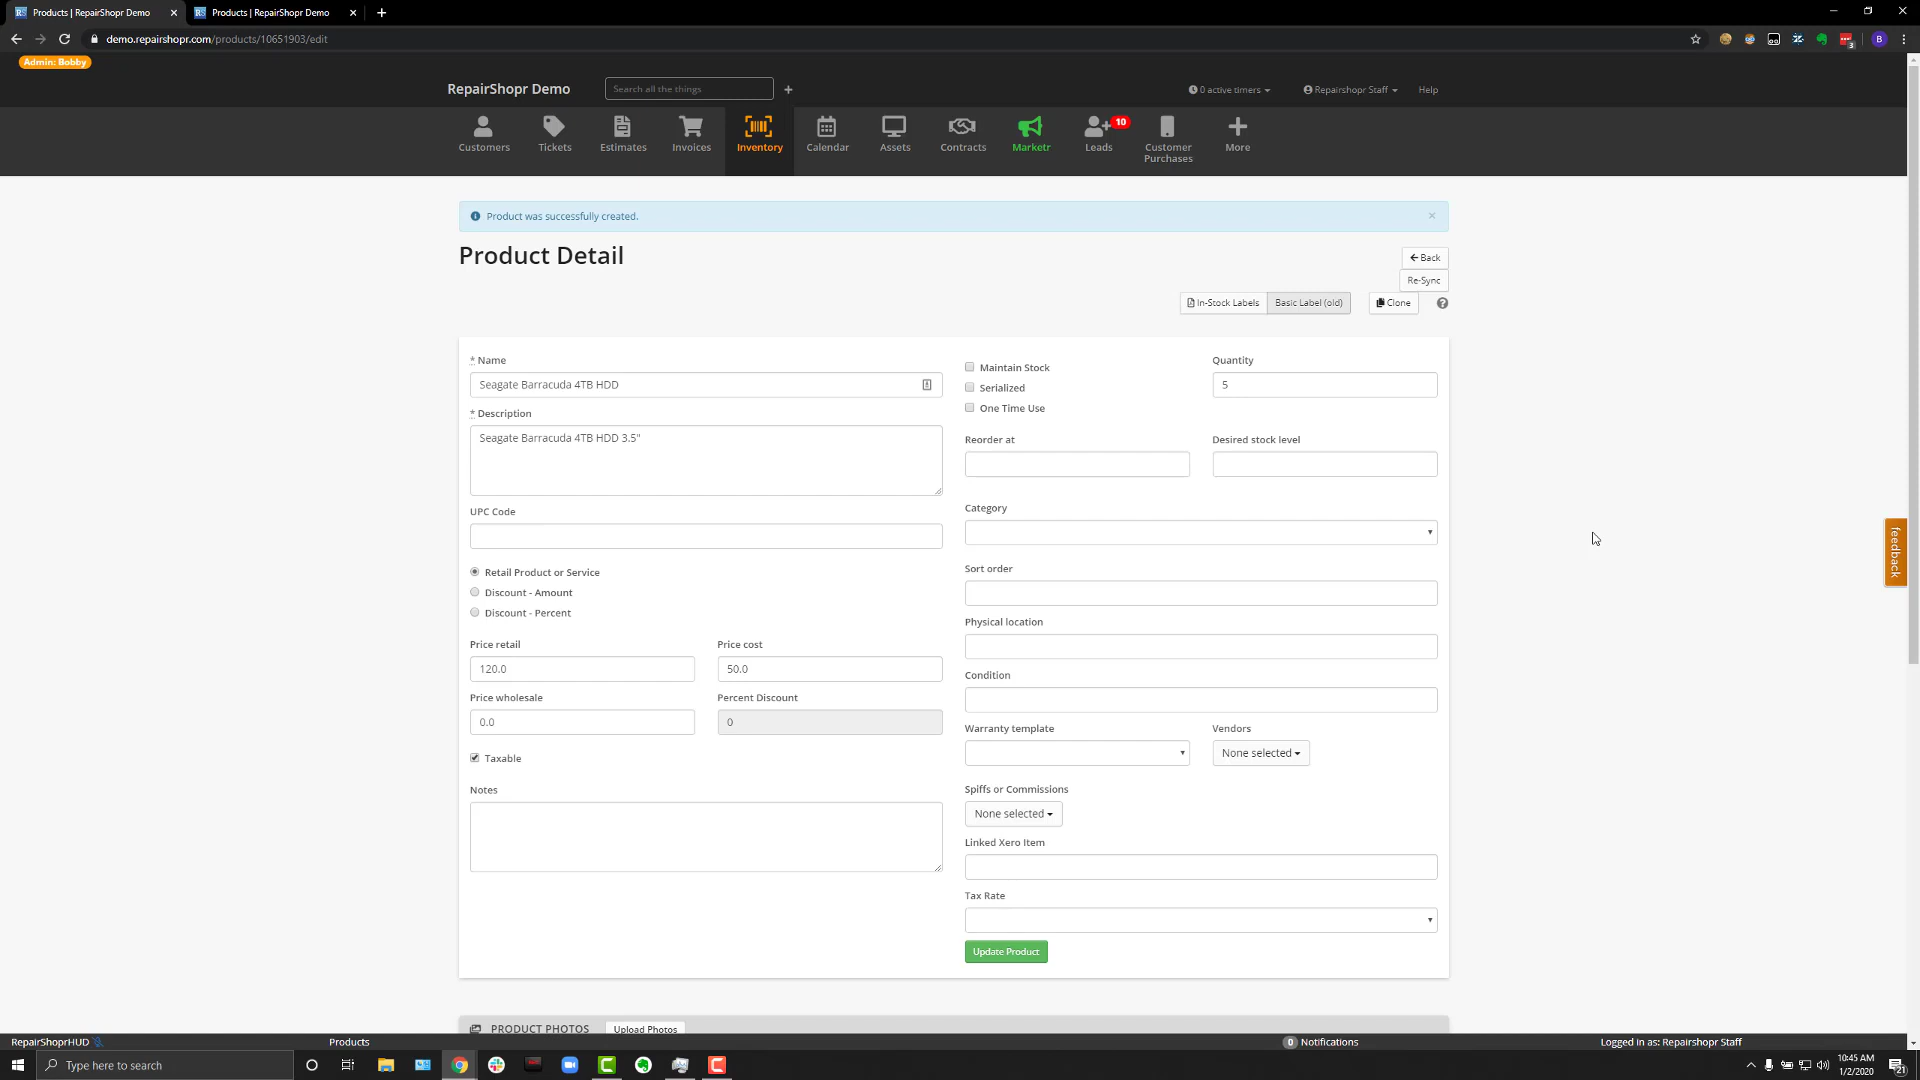 Products | RepairShopr
Products | RepairShopr
demo.repairshopr.com/products/10651903/edit
3
B
Admin: Bobby
RepairShopr Demo
Search all the things
0 active timers
Repairshopr Staff
Help
Customers
Tickets
Estimates
Invoices
Inventory
Calendar
Assets
Contracts
Marketr
Leads
10
Customer
Purchases
More
Product was successfully created.
Product Detail
Back
Re-Sync
In-Stock Labels
Basic Label (old)
Clone
* Name
Seagate Barracuda 4TB HDD
* Description
Seagate Barracuda 4TB HDD 3.5"
UPC Code
Retail Product or Service
Discount - Amount
Discount - Percent
Price retail
Price cost
120.0
50.0
Price wholesale
Percent Discount
0.0
0
Taxable
Notes
Maintain Stock
Serialized
One Time Use
Quantity
5
Reorder at
Desired stock level
Category
Sort order
Physical location
Condition
Warranty template
Vendors
None selected
Spiffs or Commissions
None selected
Linked Xero Item
Tax Rate
Update Product
feedback
PRODUCT PHOTOS
Upload Photos
RepairShoprHUD
Products
0 Notifications
Logged in as: Repairshopr Staff
Type here to search
10:45 AM
1/2/2020
21